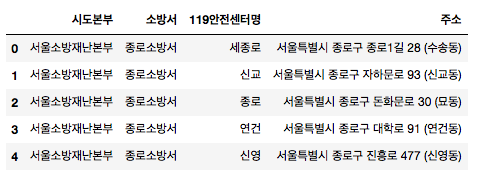 시도본부 소방서 119안전센터명 주소
0 서울소방재난본부 종로소방서 세종로 서울특별시 종로구 종로1길 28 (수송동)
1 서울소방재난본부 종로소방서 신교 서울특별시 종로구 자하문로 93 (신교동)
2 서울소방재난본부 종로소방서 종로 서울특별시 종로구 돈화문로 30 (묘동)
3 서울소방재난본부 종로소방서 연건 서울특별시 종로구 대학로 91 (연건동)
4 서울소방재난본부 종로소방서 신영 서울특별시 종로구 진흥로 477 (신영동)